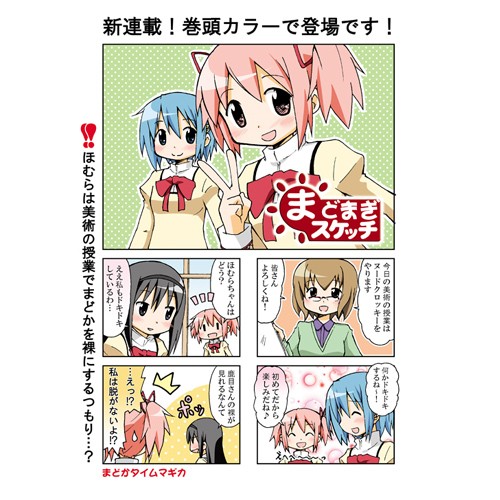 新連載！巻頭カラーで登場です！
まどまぎ
スケッチ
今日の美術の授業は
ヌードクロッキーを
やります
皆さん
よろしくね！
何かドキドキ
するね～！
初めてだから
楽しみだね♪
ほむらちゃんは
どう？
ええ私もドキドキ
しているわ…
鹿目さんの裸が
見れるなんて
ポッ
…えっ!?
私は脱がないよ!?
!!ほむらは美術の授業でまどかを裸にするつもり…？
まどかタイムマギカ